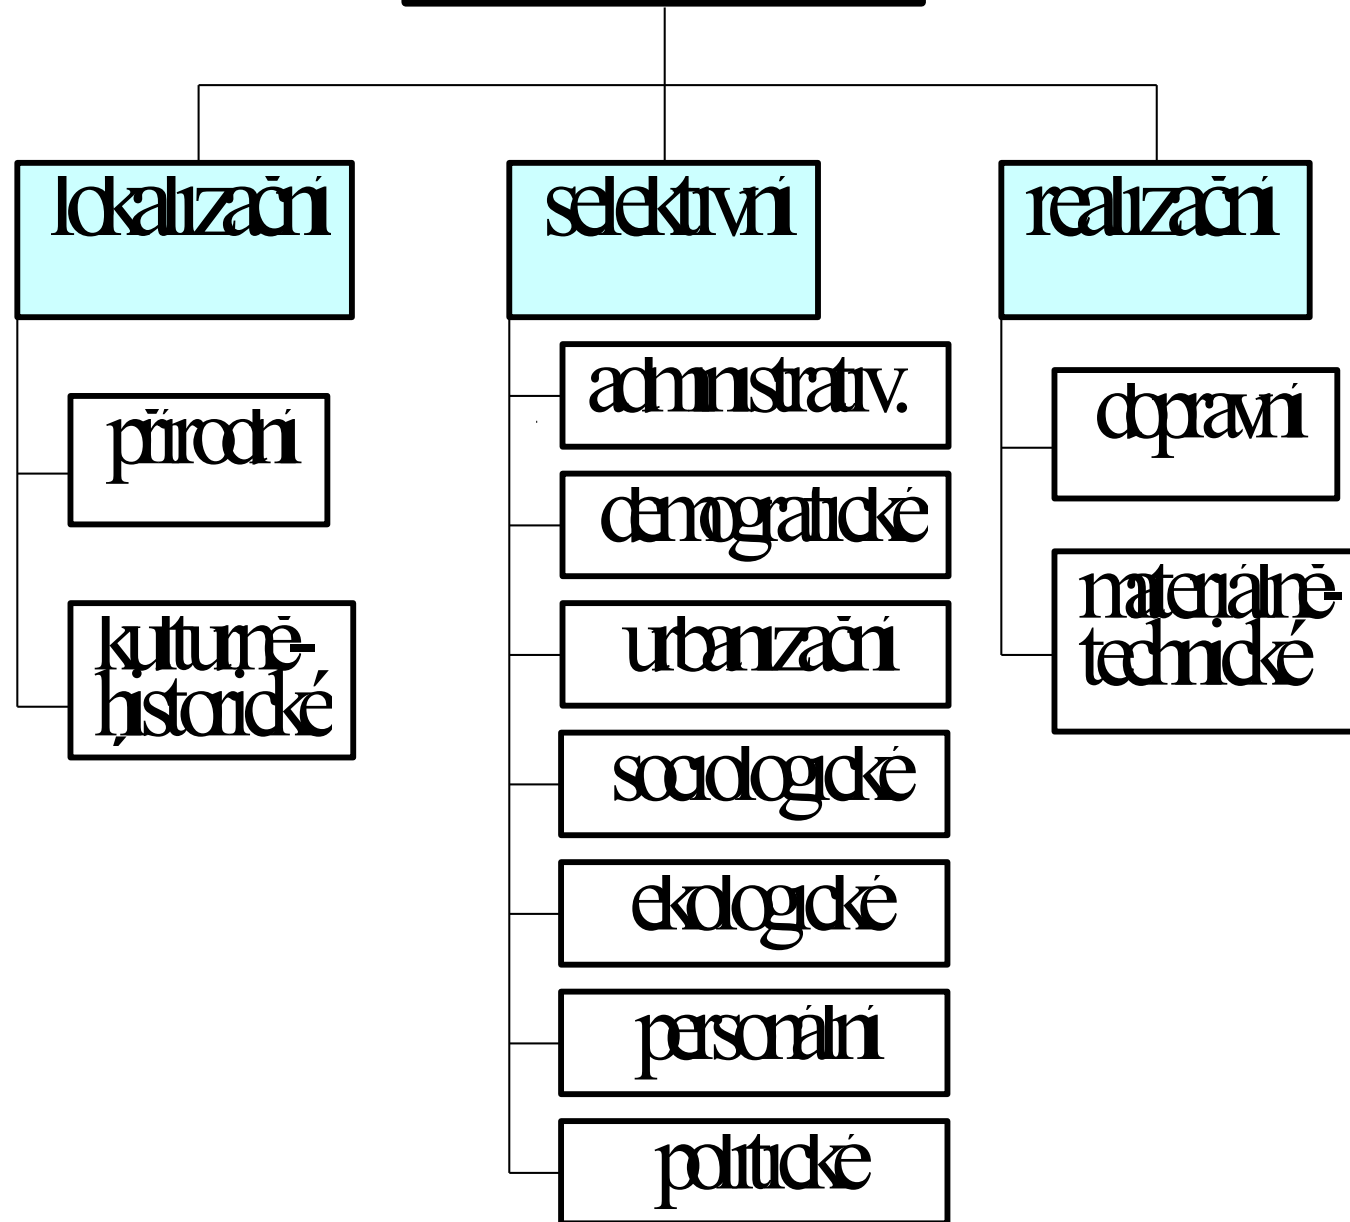 lokalizační
selektivní
realizační
přírodní
kulturně-
historické
administrativ.
demografické
urbanizační
sociologické
ekologické
personální
politické
dopravní
materiálně-
technické